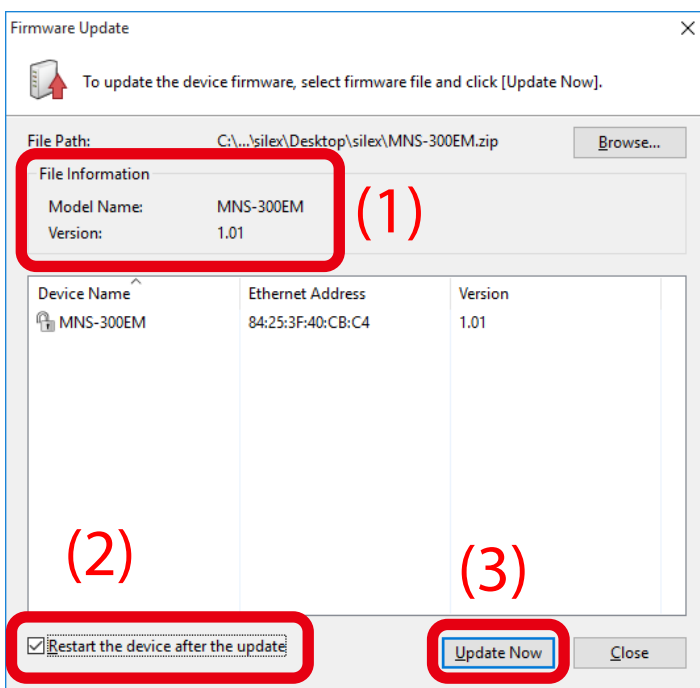 Firmware Update
To update the device firmware, select firmware file and click [Update Now].
File Path: C:\...\silex\Desktop\silex\MNS-300EM.zip Browse...
File Information
Model Name: MNS-300EM
(1)
Version: 1.01
Device Name Ethernet Address Version
MNS-300EM 84:25:3F:40:CB:C4 1.01
(2) (3)
Restart the device after the update Update Now Close